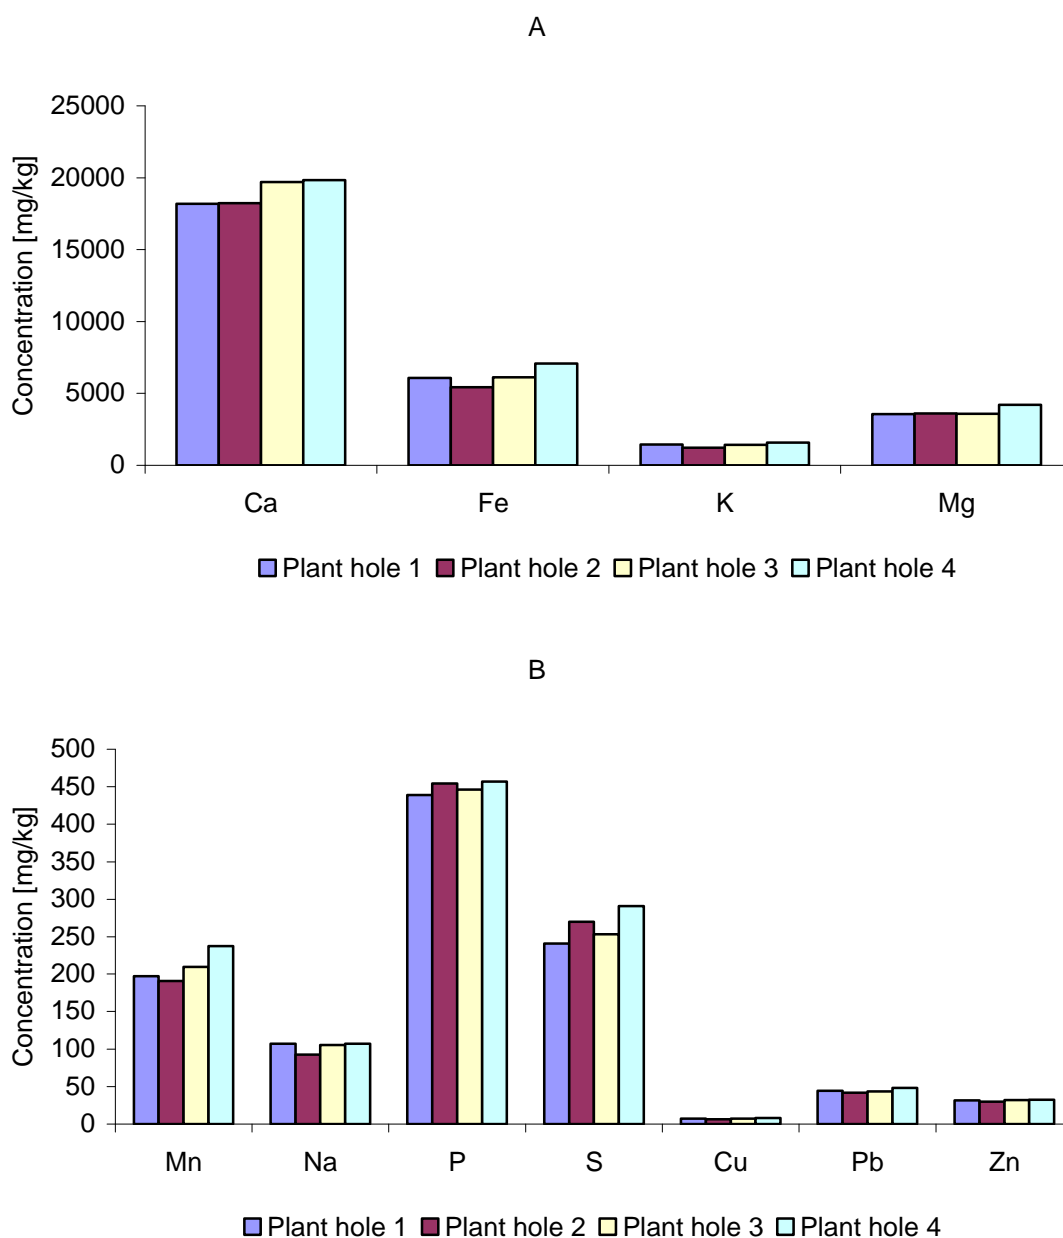 A
Concentration [mg/kg]
25000
20000
15000
10000
5000
0
Ca Fe K Mg
Plant hole 1 Plant hole 2 Plant hole 3 Plant hole 4
B
Concentration [mg/kg]
500
450
400
350
300
250
200
150
100
50
0
Mn Na P S Cu Pb Zn
Plant hole 1 Plant hole 2 Plant hole 3 Plant hole 4